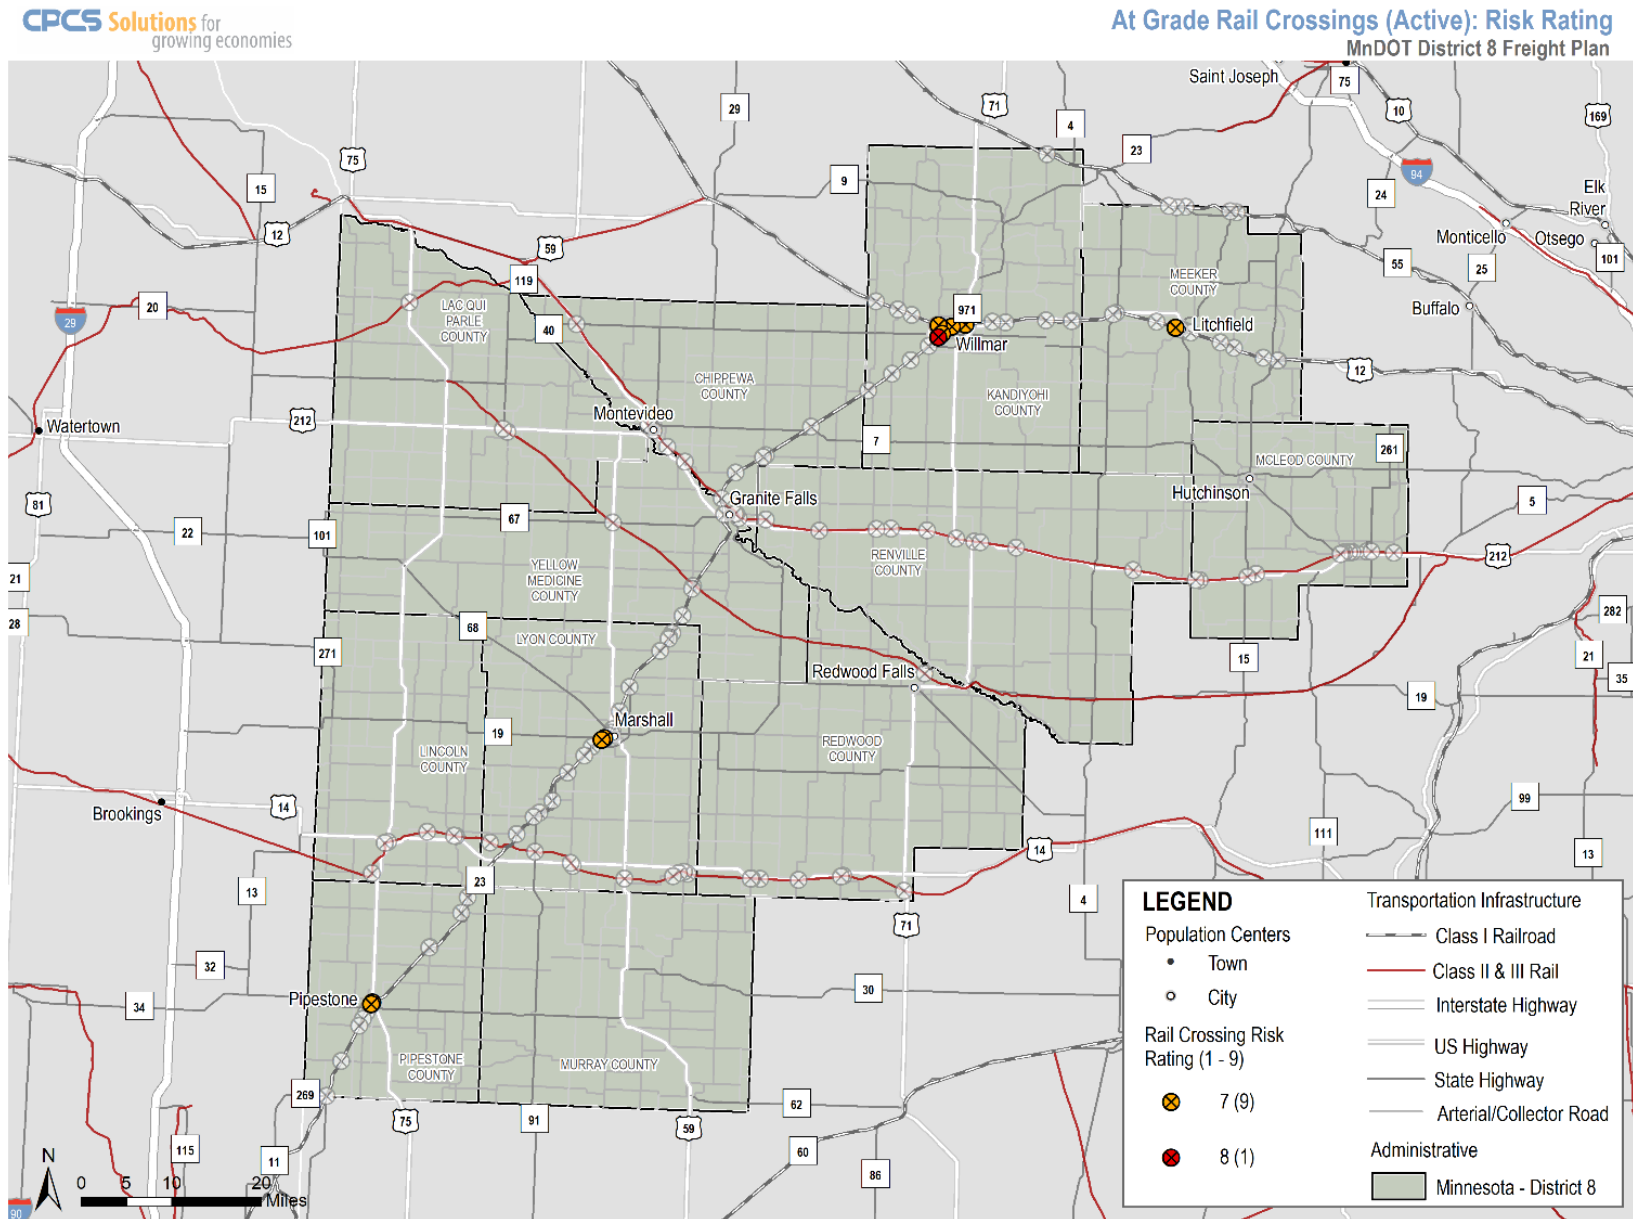 CPCS Solutions for
growing economies
At Grade Rail Crossings (Active): Risk Rating
MnDOT District 8 Freight Plan
Saint Joseph
75
71
10
29
169
4
23
75
9
94
15
24
Elk
River
12
59
Monticello
Otsego
101
55
25
119
MEEKER
COUNTY
20
LAC QUI
PARLE
COUNTY
Buffalo
971
29
40
Litchfield
Willmar
12
CHIPPEWA
COUNTY
KANDIYOHI
COUNTY
Montevideo
212
Watertown
7
261
MCLEOD COUNTY
Hutchinson
81
Granite Falls
5
67
22
101
RENVILLE
COUNTY
212
21
YELLOW
MEDICINE
COUNTY
282
28
68
LYON COUNTY
271
21
15
Redwood Falls
35
19
Marshall
19
LINCOLN
COUNTY
REDWOOD
COUNTY
99
Brookings
14
111
14
13
23
13
4
71
32
30
34
Pipestone
PIPESTONE
COUNTY
MURRAY COUNTY
269
62
75
91
59
115
60
11
86
90
N
0 5 10 20
Miles
LEGEND
Population Centers
Town
City
Rail Crossing Risk
Rating (1 - 9)
7 (9)
8 (1)
Transportation Infrastructure
Class I Railroad
Class II & III Rail
Interstate Highway
US Highway
State Highway
Arterial/Collector Road
Administrative
Minnesota - District 8